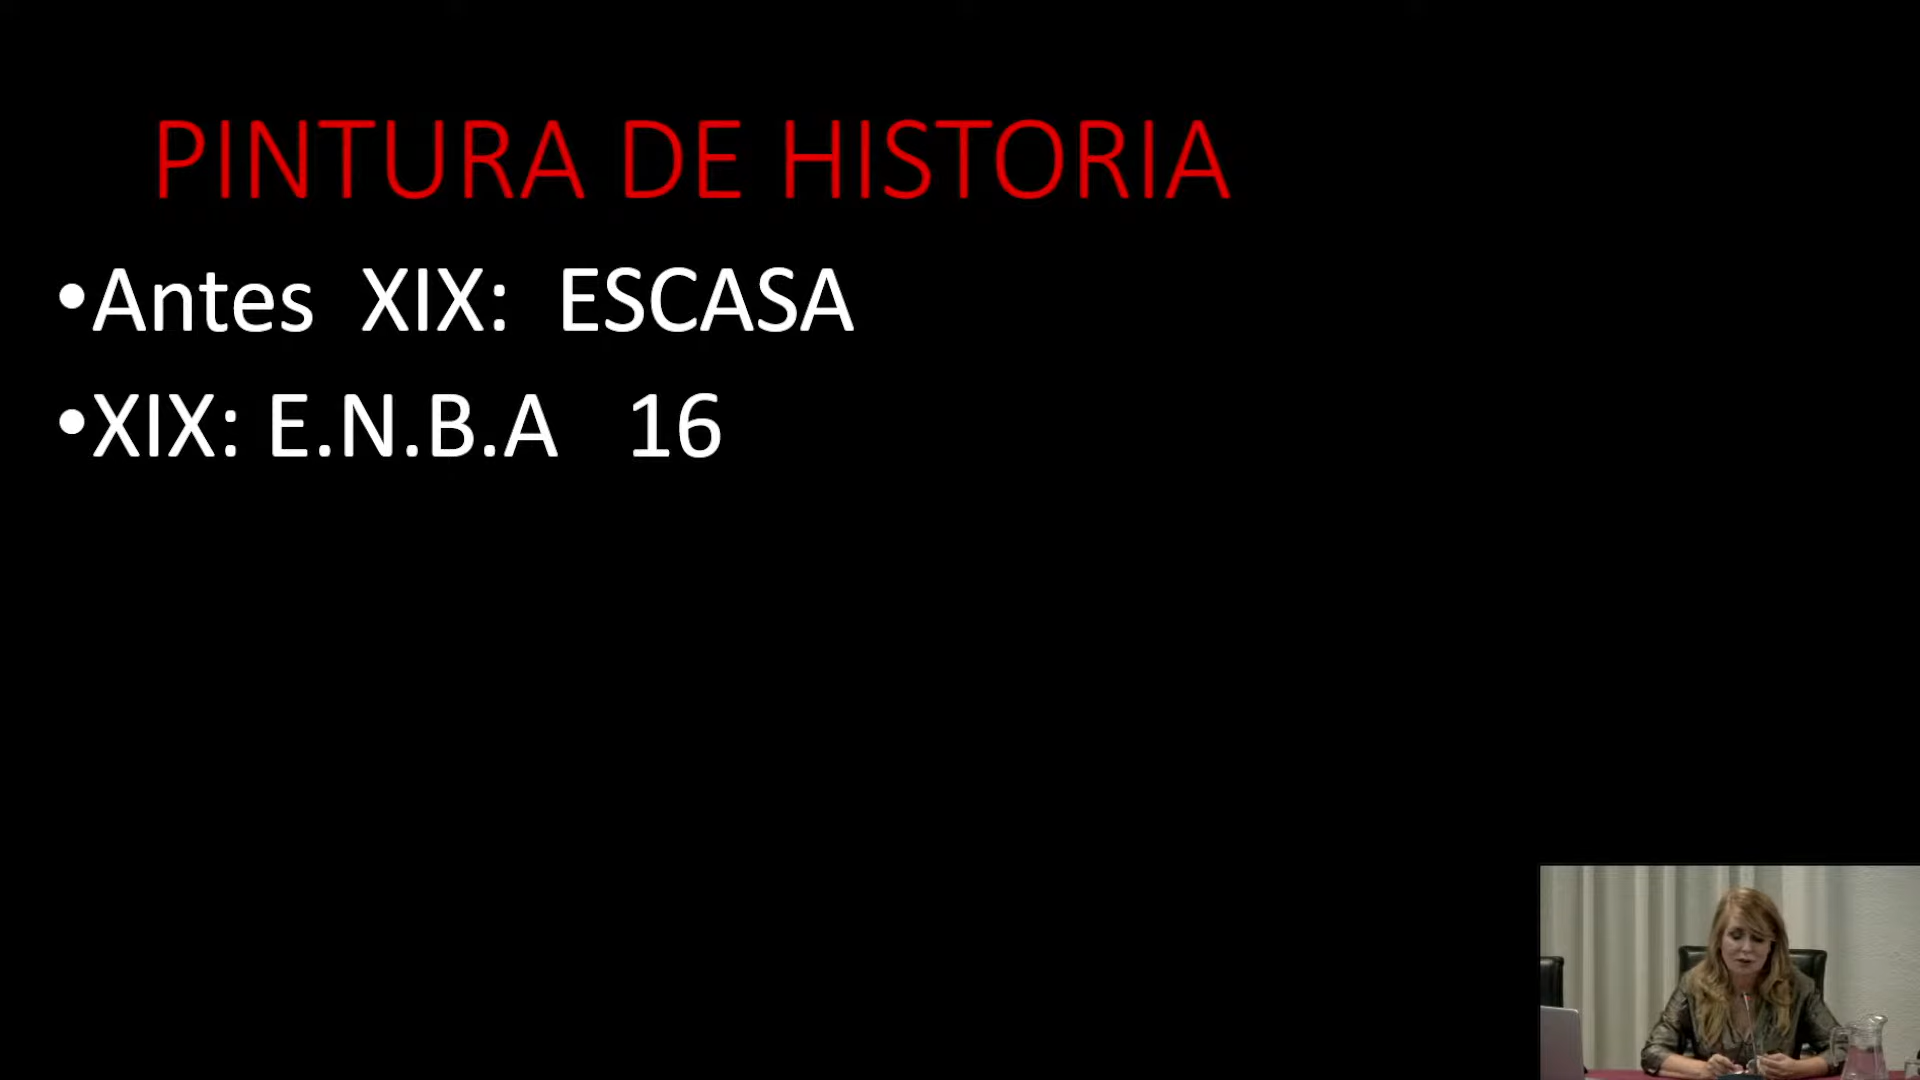 PINTURA DE HISTORIA
•Antes XIX: ESCASA
•XIX: E.N.B.A 16